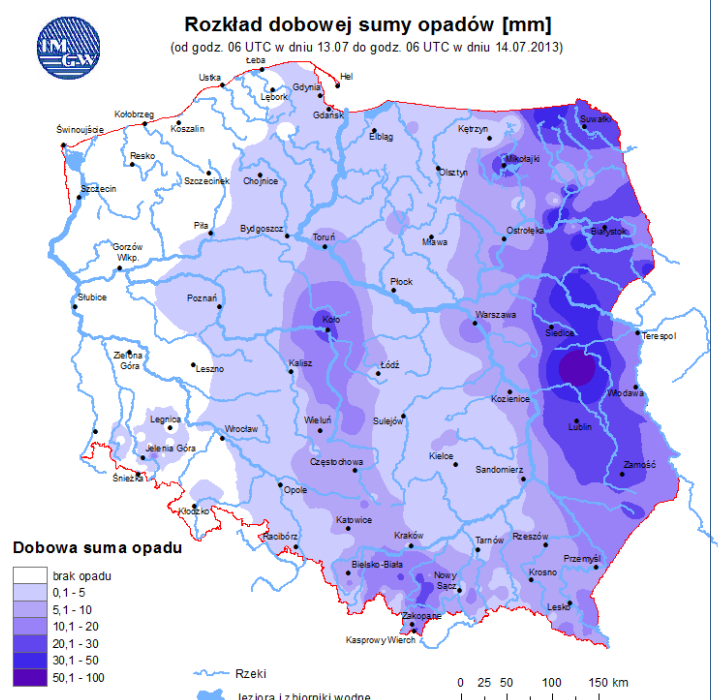 Rozkład dobowej sumy opadów [mm]
(od godz. 06 UTC w dniu 13.07 do godz. 06 UTC w dniu 14.07.2013)
IM
GW
Łeba
Ustka
Hel
Lębork
Gdynia
Gdańsk
Kołobrzeg
Koszalin
Suwałki
Świnoujście
Elbląg
Kętrzyn
Resko
Mikołajki
Szczecinek
Chojnice
Olsztyn
Szczecin
Piła
Bydgoszcz
Toruń
Mława
Ostrołęka
Białystok
Gorzów
Wlkp.
Płock
Słubice
Poznań
Koło
Warszawa
Siedlce
Terespol
Zielona
Góra
Leszno
Kalisz
Łódź
Kozienice
Włodawa
Legnica
Wrocław
Wieluń
Sulejów
Lublin
Jelenia Góra
Częstochowa
Kielce
Sandomierz
Zamość
Śnieżka
Opole
Kłodzko
Katowice
Racibórz
Kraków
Tarnów
Rzeszów
Przemyśl
Bielsko-Biała
Nowy
Sącz
Krosno
Lesko
Zakopane
Kasprowy Wierch
Dobowa suma opadu
brak opadu
0,1 - 5
5,1 - 10
10,1 - 20
20,1 - 30
30,1 - 50
50,1 - 100
Rzeki
Jeziora i zbiorniki wodne
0 25 50 100 150 km